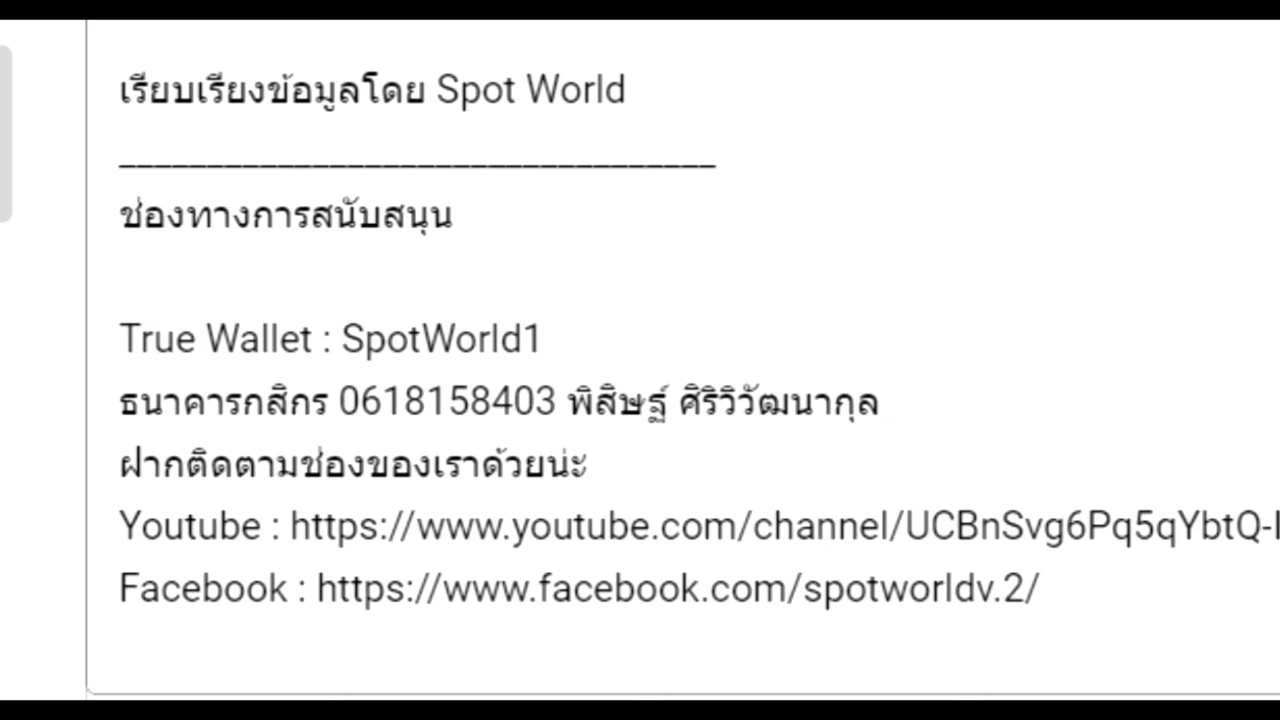 เรียบเรียงข้อมูลโดย Spot World
__________________________________
ช่องทางการสนับสนุน
True Wallet : SpotWorld1
ธนาคารกสิกร 0618158403 พิสิษฐ์ ศิริวิวัฒนากุล
ฝากติดตามช่องของเราด้วยน่ะ
Youtube : https://www.youtube.com/channel/UCBnSvg6Pq5qYbtQ-
Facebook : https://www.facebook.com/spotworldv.2/